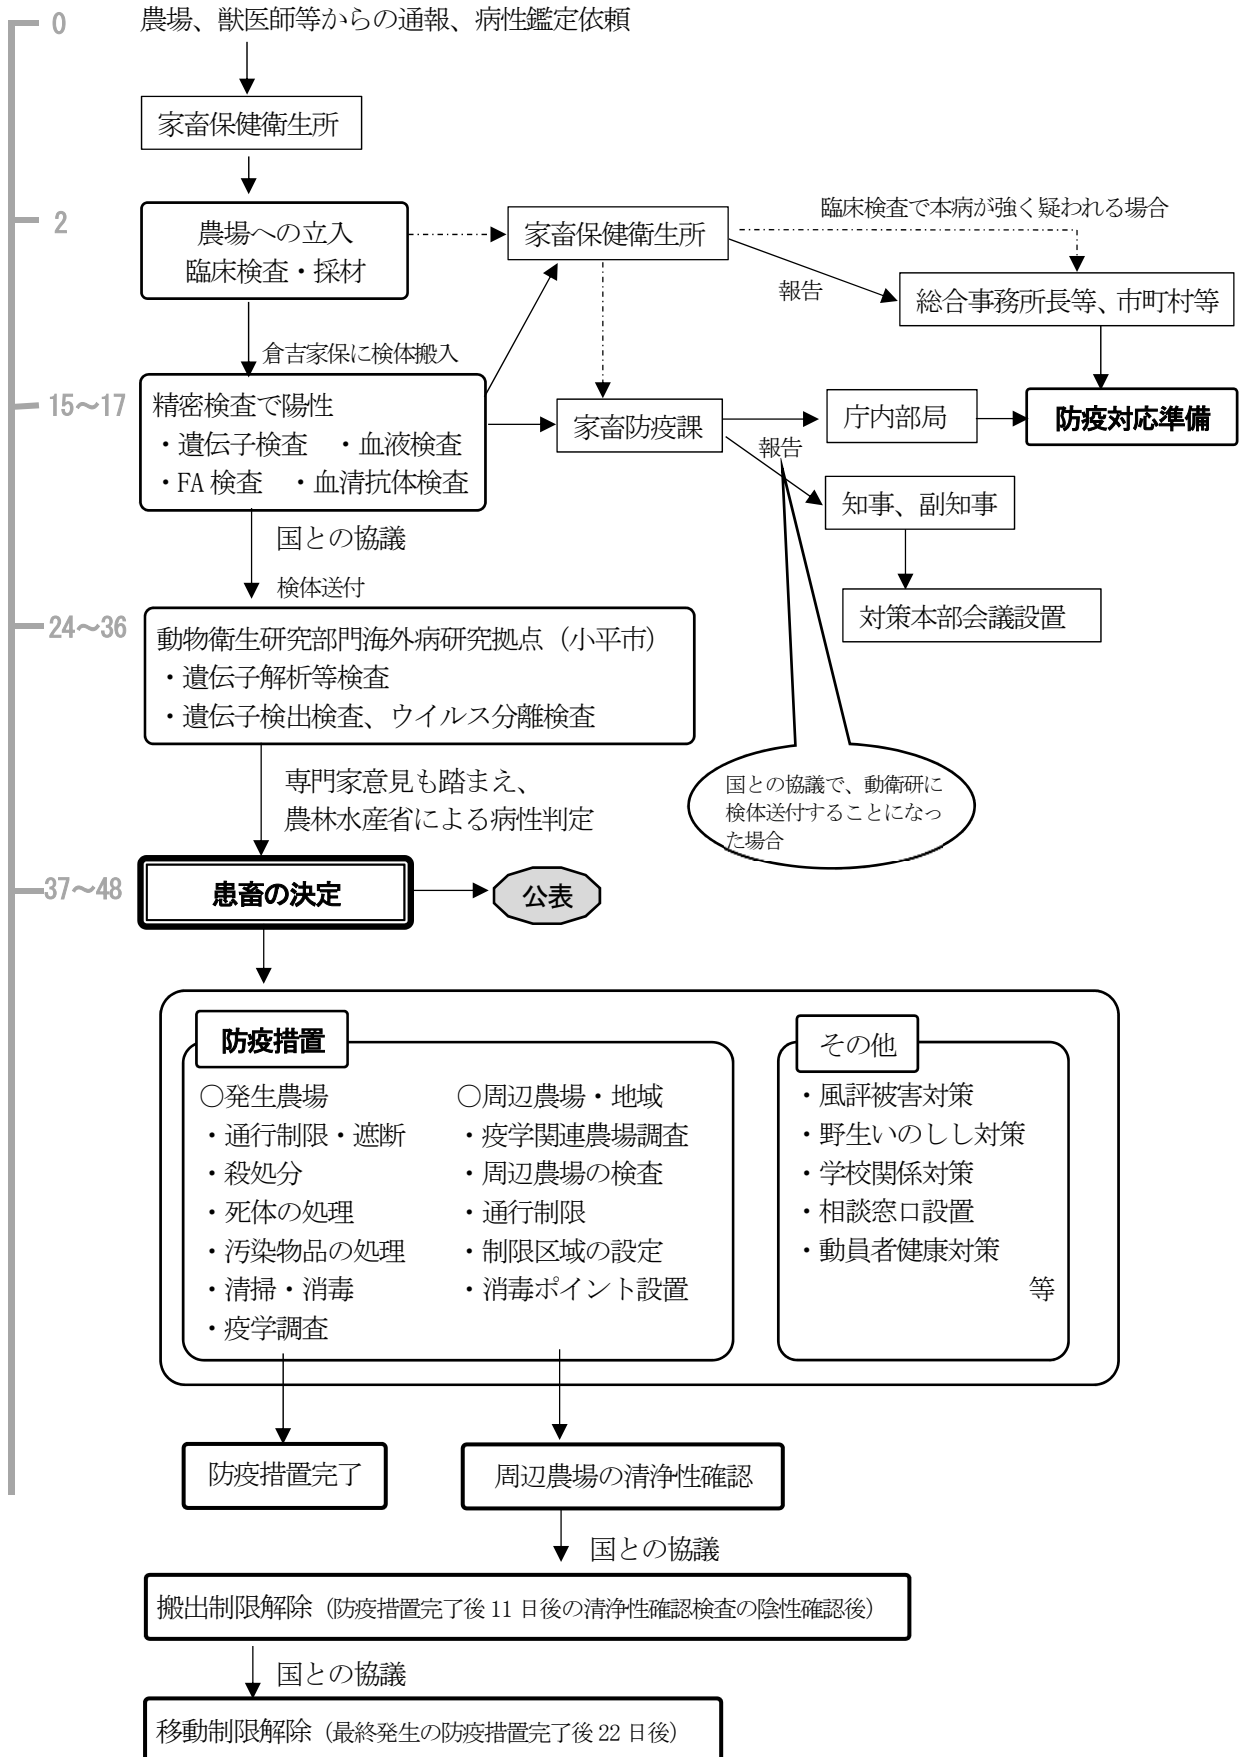 0
農場、獣医師等からの通報、病性鑑定依頼
家畜保健衛生所
2
臨床検査で本病が強く疑われる場合
農場への立入
臨床検査・採材
家畜保健衛生所
報告
総合事務所長等、市町村等
倉吉家保に検体搬入
15～17
精密検査で陽性
・遺伝子検査　・血液検査
・FA 検査　・血清抗体検査
家畜防疫課
庁内部局
防疫対応準備
報告
知事、副知事
国との協議
検体送付
対策本部会議設置
24～36
動物衛生研究部門海外病研究拠点（小平市）
・遺伝子解析等検査
・遺伝子検出検査、ウイルス分離検査
専門家意見も踏まえ、
農林水産省による病性判定
国との協議で、動衛研に
検体送付することになっ
た場合
37～48
患畜の決定
公表
防疫措置
○発生農場
・通行制限・遮断
・殺処分
・死体の処理
・汚染物品の処理
・清掃・消毒
・疫学調査
○周辺農場・地域
・疫学関連農場調査
・周辺農場の検査
・通行制限
・制限区域の設定
・消毒ポイント設置
その他
・風評被害対策
・野生いのしし対策
・学校関係対策
・相談窓口設置
・動員者健康対策
等
防疫措置完了
周辺農場の清浄性確認
国との協議
搬出制限解除（防疫措置完了後 11 日後の清浄性確認検査の陰性確認後）
国との協議
移動制限解除（最終発生の防疫措置完了後 22 日後）